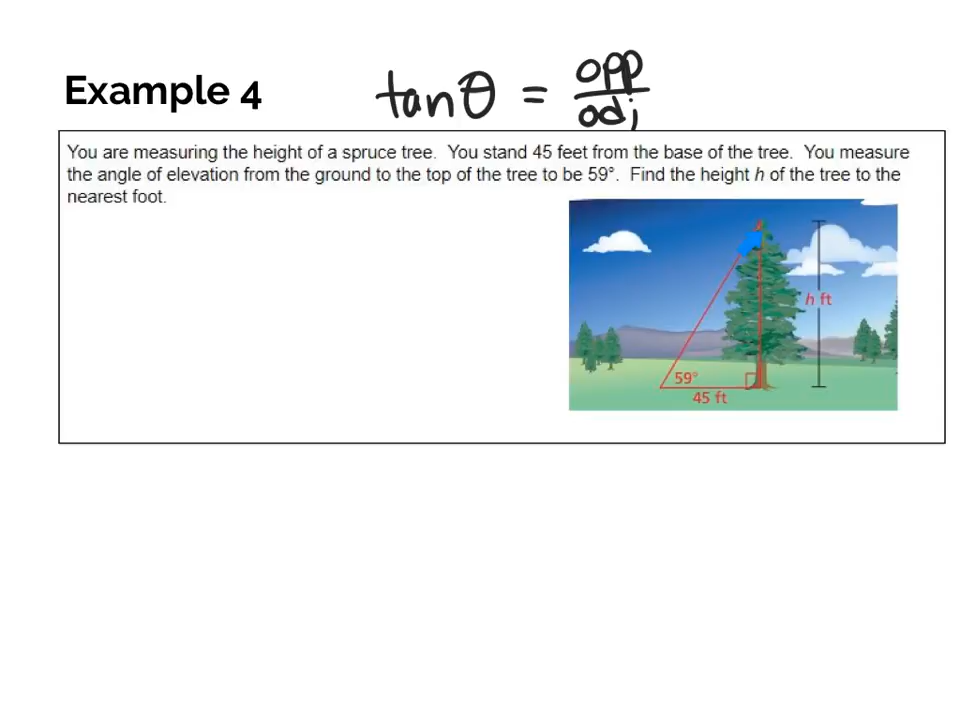 Example 4
tanθ = opp/adj
You are measuring the height of a spruce tree. You stand 45 feet from the base of the tree. You measure
the angle of elevation from the ground to the top of the tree to be 59°. Find the height h of the tree to the
nearest foot.
h ft
59°
45 ft